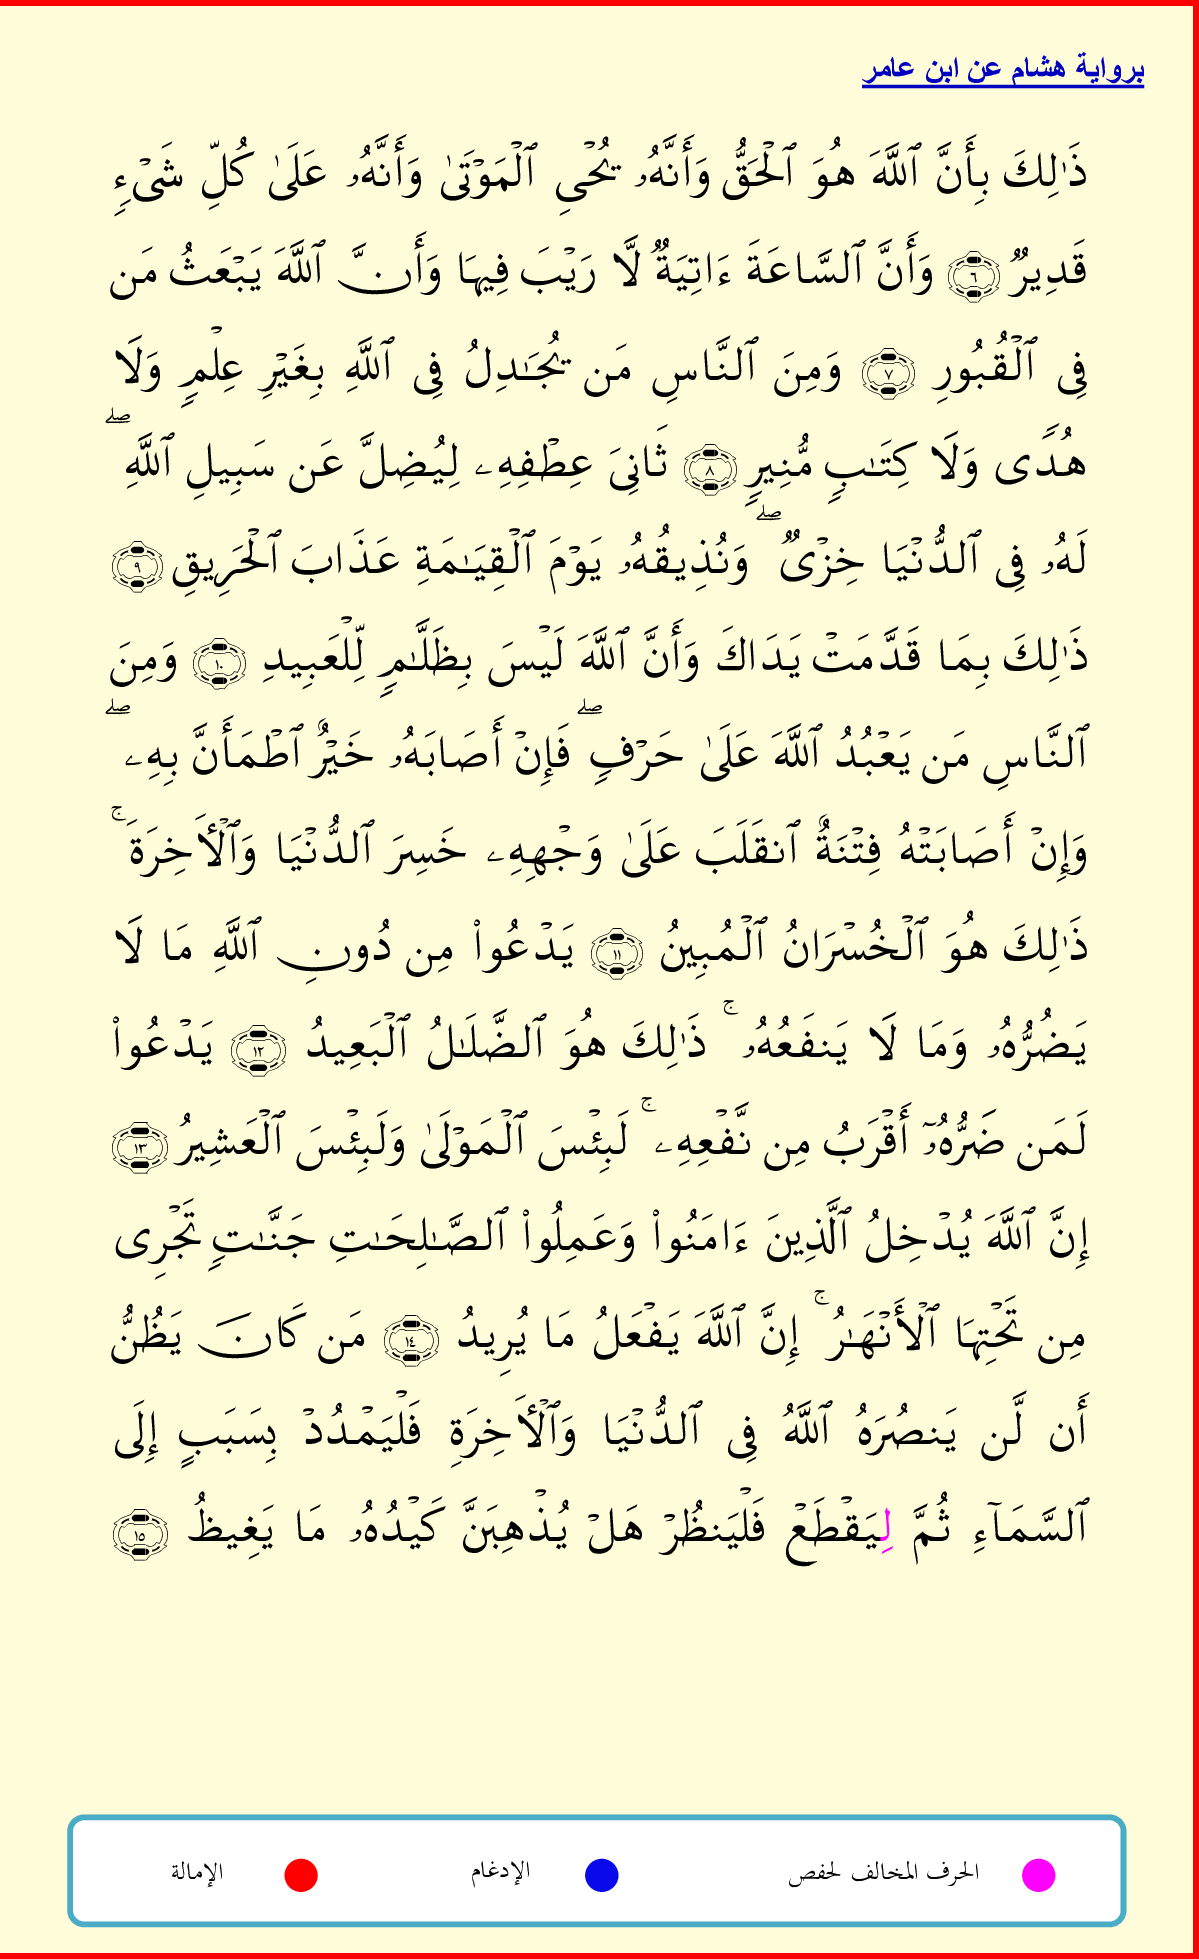 برواية هشام عن ابن عامر
ذَٰلِكَ بِأَنَّ ٱللَّهَ هُوَ ٱلْحَقُّ وَأَنَّهُۥ يُحْىِ ٱلْمَوْتَىٰ وَأَنَّهُۥ عَلَىٰ كُلِّ شَىْءٍ
قَدِيرٌ ٦ وَأَنَّ ٱلسَّاعَةَ ءَاتِيَةٌ لَّا رَيْبَ فِيهَا وَأَنَّ ٱللَّهَ يَبْعَثُ مَن
فِى ٱلْقُبُورِ ٧ وَمِنَ ٱلنَّاسِ مَن يُجَـٰدِلُ فِى ٱللَّهِ بِغَيْرِ عِلْمٍ وَلَا
هُدًى وَلَا كِتَـٰبٍ مُّنِيرٍ ٨ ثَانِىَ عِطْفِهِۦ لِيُضِلَّ عَن سَبِيلِ ٱللَّهِ ۖ
لَهُۥ فِى ٱلدُّنْيَا خِزْىٌ ۖ وَنُذِيقُهُۥ يَوْمَ ٱلْقِيَـٰمَةِ عَذَابَ ٱلْحَرِيقِ ٩
ذَٰلِكَ بِمَا قَدَّمَتْ يَدَاكَ وَأَنَّ ٱللَّهَ لَيْسَ بِظَلَّـٰمٍ لِّلْعَبِيدِ ١٠ وَمِنَ
ٱلنَّاسِ مَن يَعْبُدُ ٱللَّهَ عَلَىٰ حَرْفٍ ۖ فَإِنْ أَصَابَهُۥ خَيْرٌ ٱطْمَأَنَّ بِهِۦ ۖ
وَإِنْ أَصَابَتْهُ فِتْنَةٌ ٱنقَلَبَ عَلَىٰ وَجْهِهِۦ خَسِرَ ٱلدُّنْيَا وَٱلْأَخِرَةَ ۚ
ذَٰلِكَ هُوَ ٱلْخُسْرَانُ ٱلْمُبِينُ ١١ يَدْعُوا۟ مِن دُونِ ٱللَّهِ مَا لَا
يَضُرُّهُۥ وَمَا لَا يَنفَعُهُۥ ۚ ذَٰلِكَ هُوَ ٱلضَّلَـٰلُ ٱلْبَعِيدُ ١٢ يَدْعُوا۟
لَمَن ضَرُّهُۥٓ أَقْرَبُ مِن نَّفْعِهِۦ ۚ لَبِئْسَ ٱلْمَوْلَىٰ وَلَبِئْسَ ٱلْعَشِيرُ ١٣
إِنَّ ٱللَّهَ يُدْخِلُ ٱلَّذِينَ ءَامَنُوا۟ وَعَمِلُوا۟ ٱلصَّـٰلِحَـٰتِ جَنَّـٰتٍ تَجْرِى
مِن تَحْتِهَا ٱلْأَنْهَـٰرُ ۚ إِنَّ ٱللَّهَ يَفْعَلُ مَا يُرِيدُ ١٤ مَن كَانَ يَظُنُّ
أَن لَّن يَنصُرَهُ ٱللَّهُ فِى ٱلدُّنْيَا وَٱلْأَخِرَةِ فَلْيَمْدُدْ بِسَبَبٍ إِلَى
ٱلسَّمَآءِ ثُمَّ لِيَقْطَعْ فَلْيَنظُرْ هَلْ يُذْهِبَنَّ كَيْدُهُۥ مَا يَغِيظُ ١٥
الحرف المخالف لحفص الإدغام الإمالة